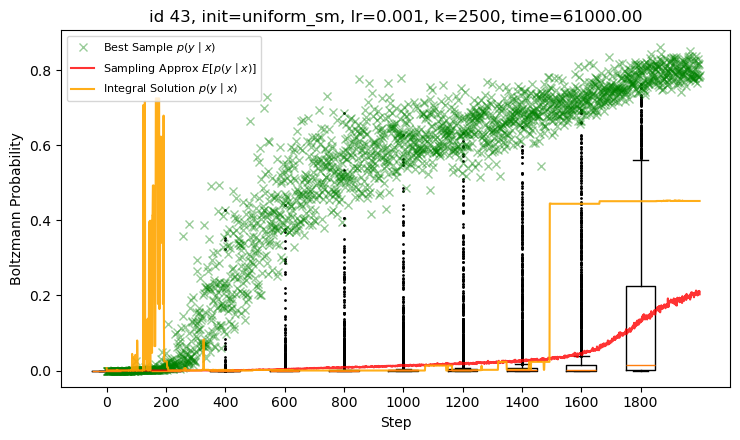 id 43, init=uniform_sm, lr=0.001, k=2500, time=61000.00
Best Sample p(y | x)
Sampling Approx E[p(y | x)]
Integral Solution p(y | x)
Boltzmann Probability
0.8
0.6
0.4
0.2
0.0
0 200 400 600 800 1000 1200 1400 1600 1800
Step